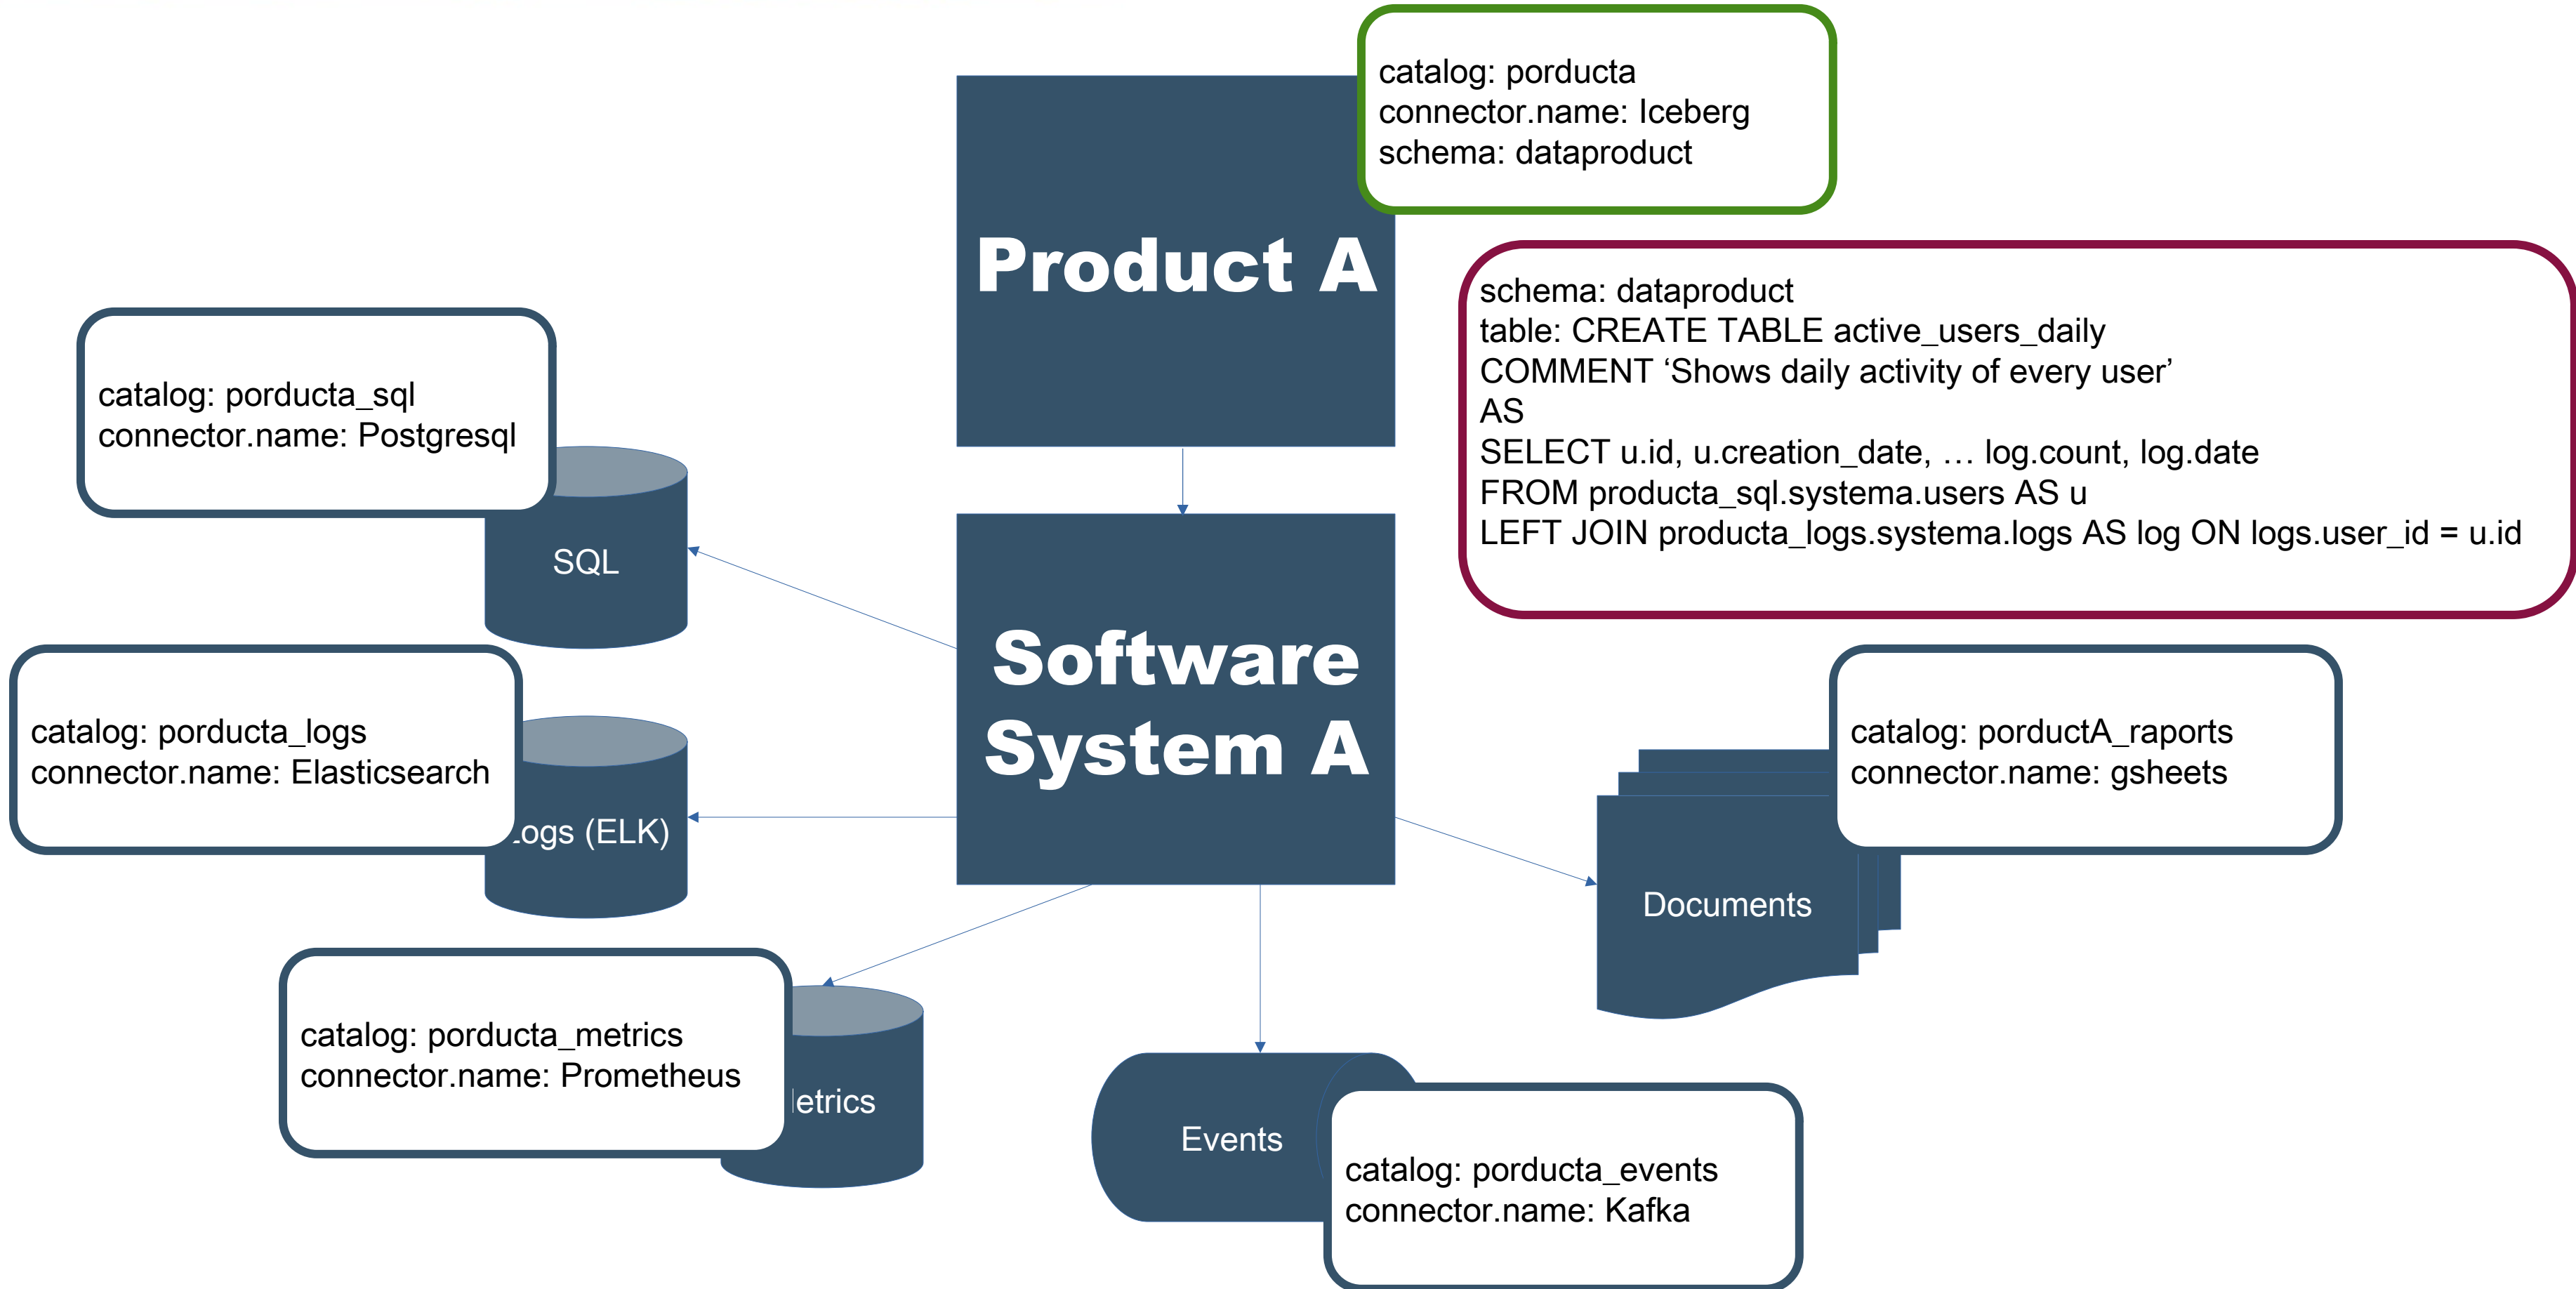 catalog: porducta
connector.name: Iceberg
schema: dataproduct
Product A
schema: dataproduct
table: CREATE TABLE active_users_daily
COMMENT ‘Shows daily activity of every user’
AS
SELECT u.id, u.creation_date, … log.count, log.date
FROM producta_sql.systema.users AS u
LEFT JOIN producta_logs.systema.logs AS log ON logs.user_id = u.id
catalog: porducta_sql
connector.name: Postgresql
SQL
Software
System A
catalog: porducta_logs
connector.name: Elasticsearch
ogs (ELK)
catalog: porductA_raports
connector.name: gsheets
Documents
catalog: porducta_metrics
connector.name: Prometheus
etrics
Events
catalog: porducta_events
connector.name: Kafka